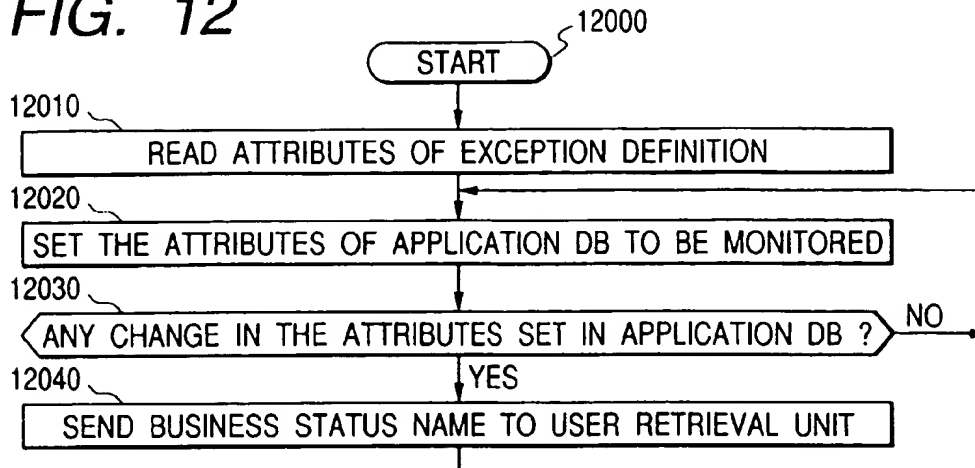 FIG. 12
12000
START
12010
READ ATTRIBUTES OF EXCEPTION DEFINITION
12020
SET THE ATTRIBUTES OF APPLICATION DB TO BE MONITORED
12030
ANY CHANGE IN THE ATTRIBUTES SET IN APPLICATION DB ?
NO
12040
YES
SEND BUSINESS STATUS NAME TO USER RETRIEVAL UNIT